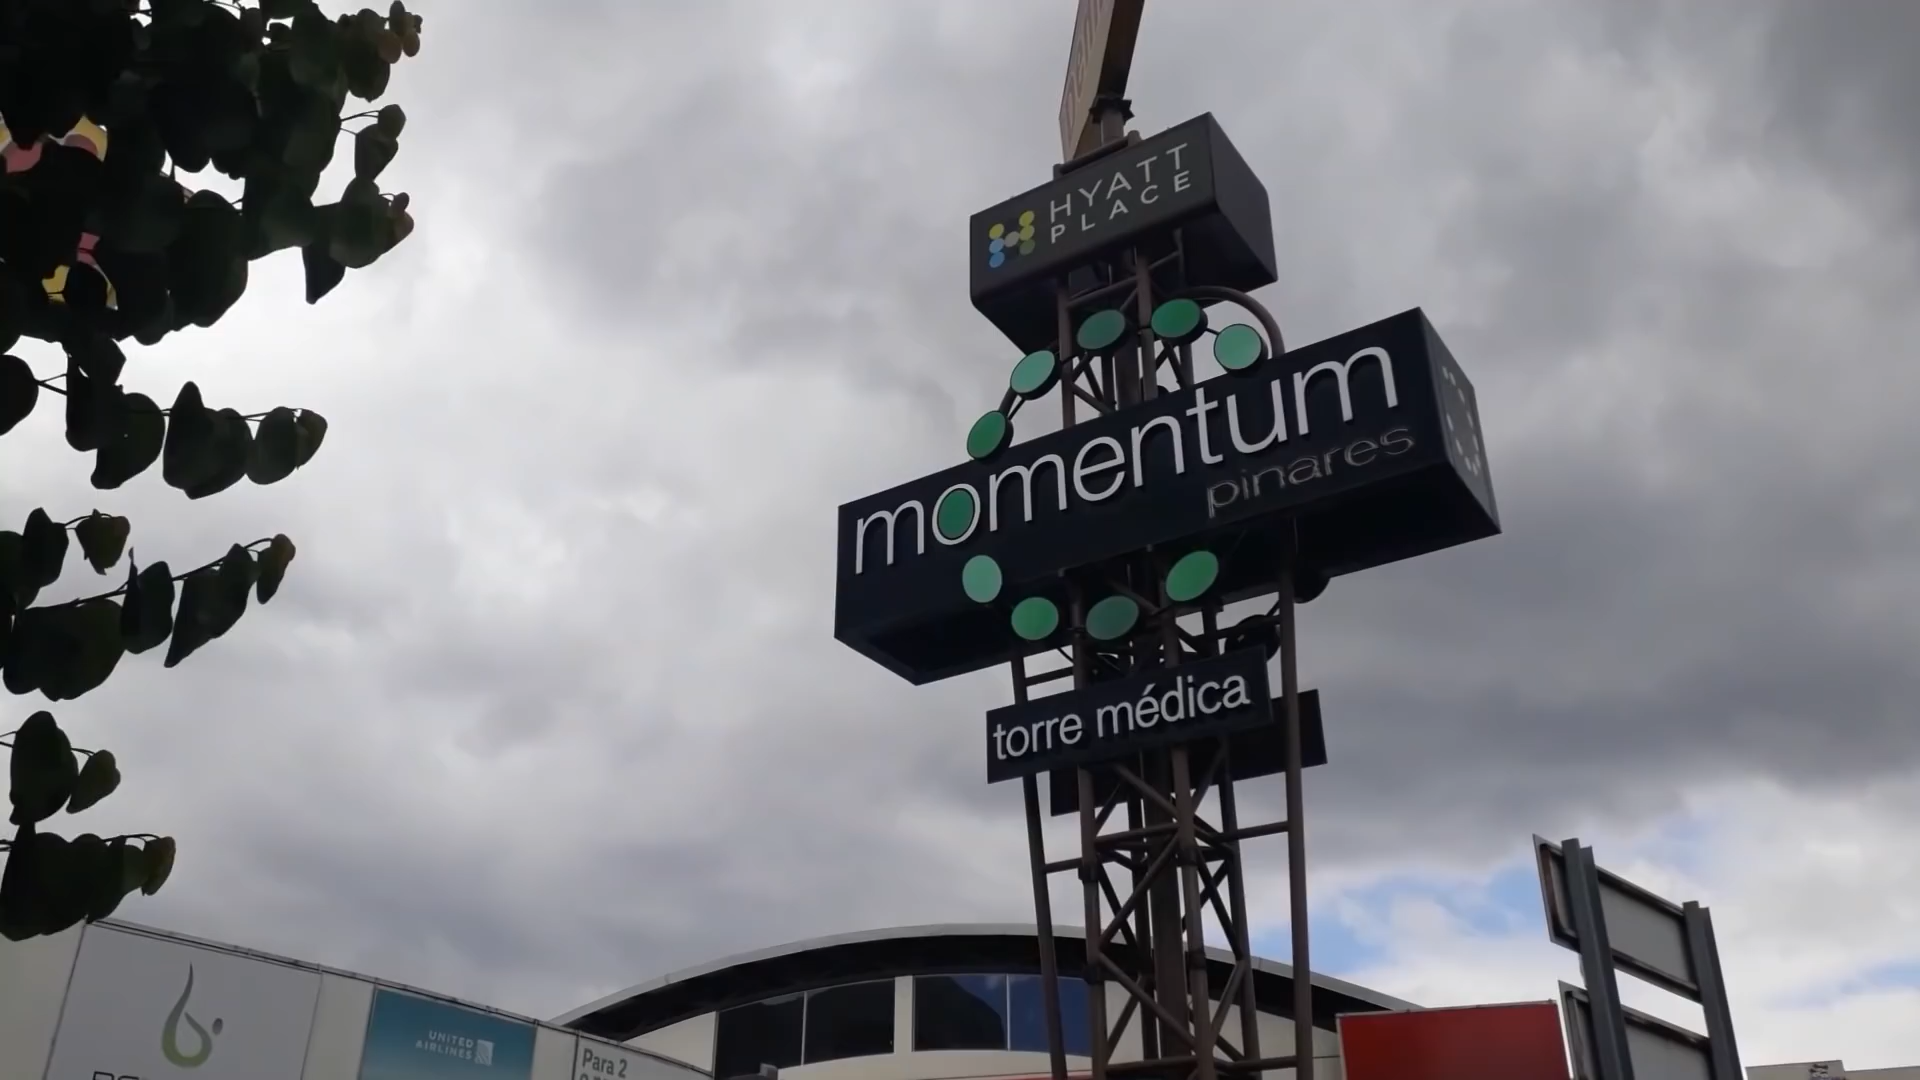 HYATT
PLACE
momentum
pinares
torre médica
UNITED
AIRLINES
Para 2